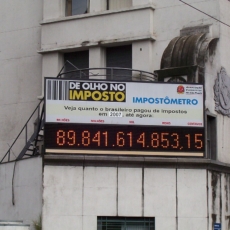 DE OLHO NO
IMPOSTO
IMPOSTÔMETRO
Veja quanto o brasileiro pagou de impostos
em 2007, até agora:
89.841.614.853,15